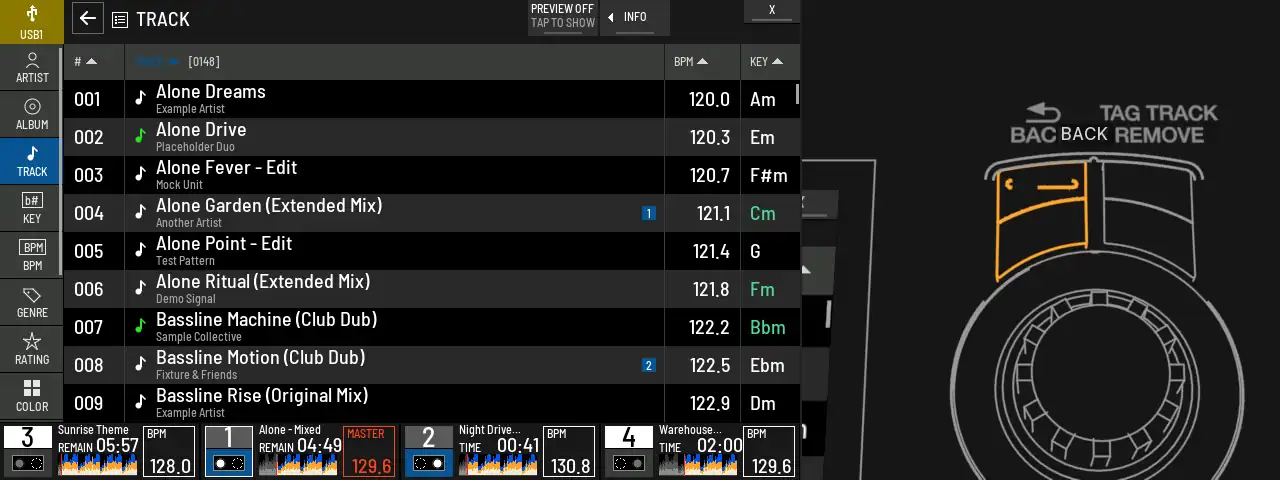 USB1
TRACK
PREVIEW OFF
TAP TO SHOW
INFO
X
ARTIST
ALBUM
TRACK
b#
KEY
BPM
BPM
GENRE
RATING
COLOR
#
[0148]
BPM
KEY
001 Alone Dreams 120.0 Am
Example Artist
002 Alone Drive 120.3 Em
Placeholder Duo
003 Alone Fever - Edit 120.7 F#m
Mock Unit
004 Alone Garden (Extended Mix) 1 121.1 Cm
Another Artist
005 Alone Point - Edit 121.4 G
Test Pattern
006 Alone Ritual (Extended Mix) 121.8 Fm
Demo Signal
007 Bassline Machine (Club Dub) 122.2 Bbm
Sample Collective
008 Bassline Motion (Club Dub) 2 122.5 Ebm
Fixture & Friends
009 Bassline Rise (Original Mix) 122.9 Dm
Example Artist
3 Sunrise Theme
REMAIN 05:57
BPM
128.0
1 Alone - Mixed
REMAIN 04:49
MASTER
129.6
2 Night Drive...
TIME 00:41
BPM
130.8
4 Warehouse...
TIME 02:00
BPM
129.6
TAG TRACK
BAC BACK REMOVE